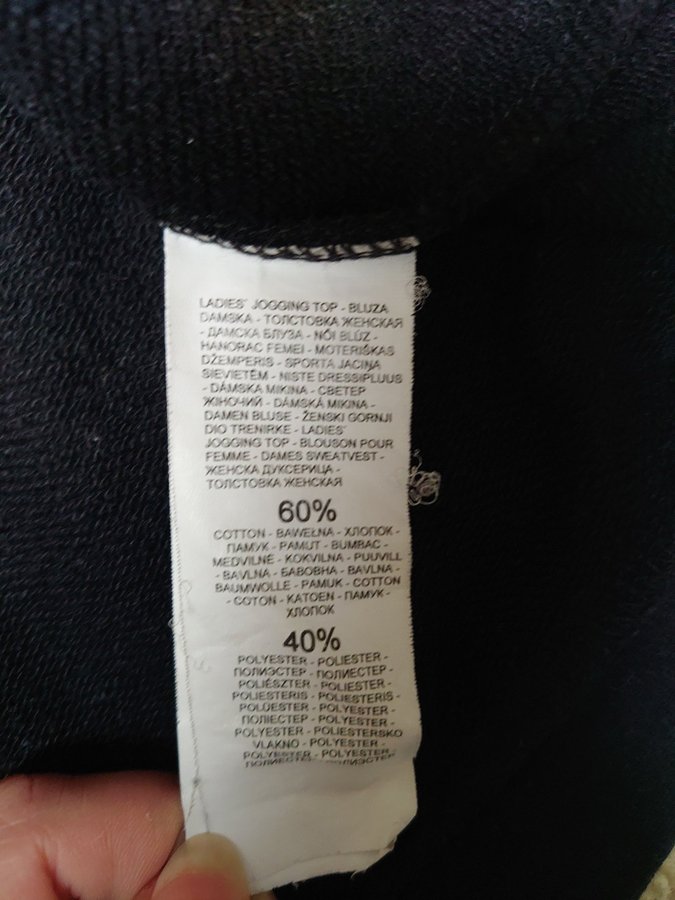 LADIES' JOGGING TOP - BLUZA
DAMSKA - ТОЛСТОВКА ЖЕНСКАЯ
- ДАМСКА БЛУЗА - NŐI BLÚZ -
HANORAC FEMEI - MOTERIŠKAS
DŽEMPERIS - SPORTA JACIŅA
SIEVIETĒM - NISTE DRESSIPLUUS
- DÁMSKA MIKINA - СВЕТЕР
ЖІНОЧИЙ - DÁMSKÁ MIKINA -
DAMEN BLUSE - ŽENSKI GORNJI
DIO TRENIRKE - LADIES'
JOGGING TOP - BLOUSON POUR
FEMME - DAMES SWEATVEST -
ЖЕНСКА ДУКСЕРИЦА -
ТОЛСТОВКА ЖЕНСКАЯ
60%
COTTON - BAWEŁNA - ХЛОПОК -
ПАМУК - PAMUT - BUMBAC -
MEDVILNĖ - KOKVILNA - PUUVILL
- BAVLNA - БАВОВНА - BAVLNA -
BAUMWOLLE - PAMUK - COTTON
- COTON - KATOEN - ПАМУК -
ХЛОПОК
40%
POLYESTER - POLIESTER -
ПОЛИЭСТЕР - ПОЛИЕСТЕР -
POLIÉSZTER - POLIESTER -
POLIESTERIS - POLIESTERIS -
POLÜESTER - POLYESTER -
ПОЛІЕСТЕР - POLYESTER -
POLYESTER - POLIESTERSKO
VLAKNO - POLYESTER -
POLYESTER - POLYESTER -
ПОЛИЕСТЕР - ПОЛИЭСТЕР